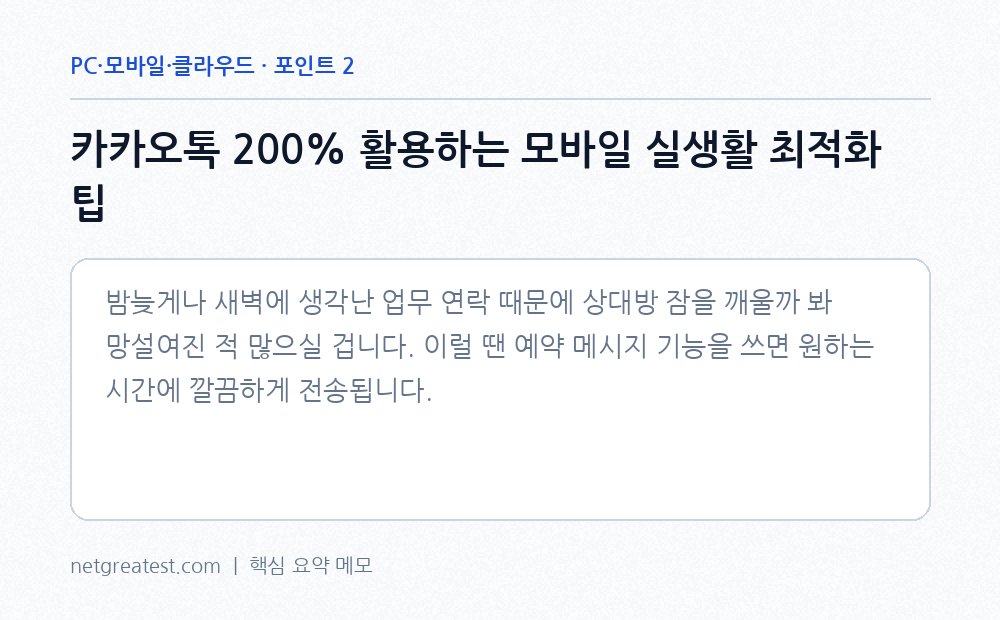 PC·모바일·클라우드 · 포인트 2
카카오톡 200% 활용하는 모바일 실생활 최적화
팁
밤늦게나 새벽에 생각난 업무 연락 때문에 상대방 잠을 깨울까 봐
망설여진 적 많으실 겁니다. 이럴 땐 예약 메시지 기능을 쓰면 원하는
시간에 깔끔하게 전송됩니다.
netgreatest.com | 핵심 요약 메모